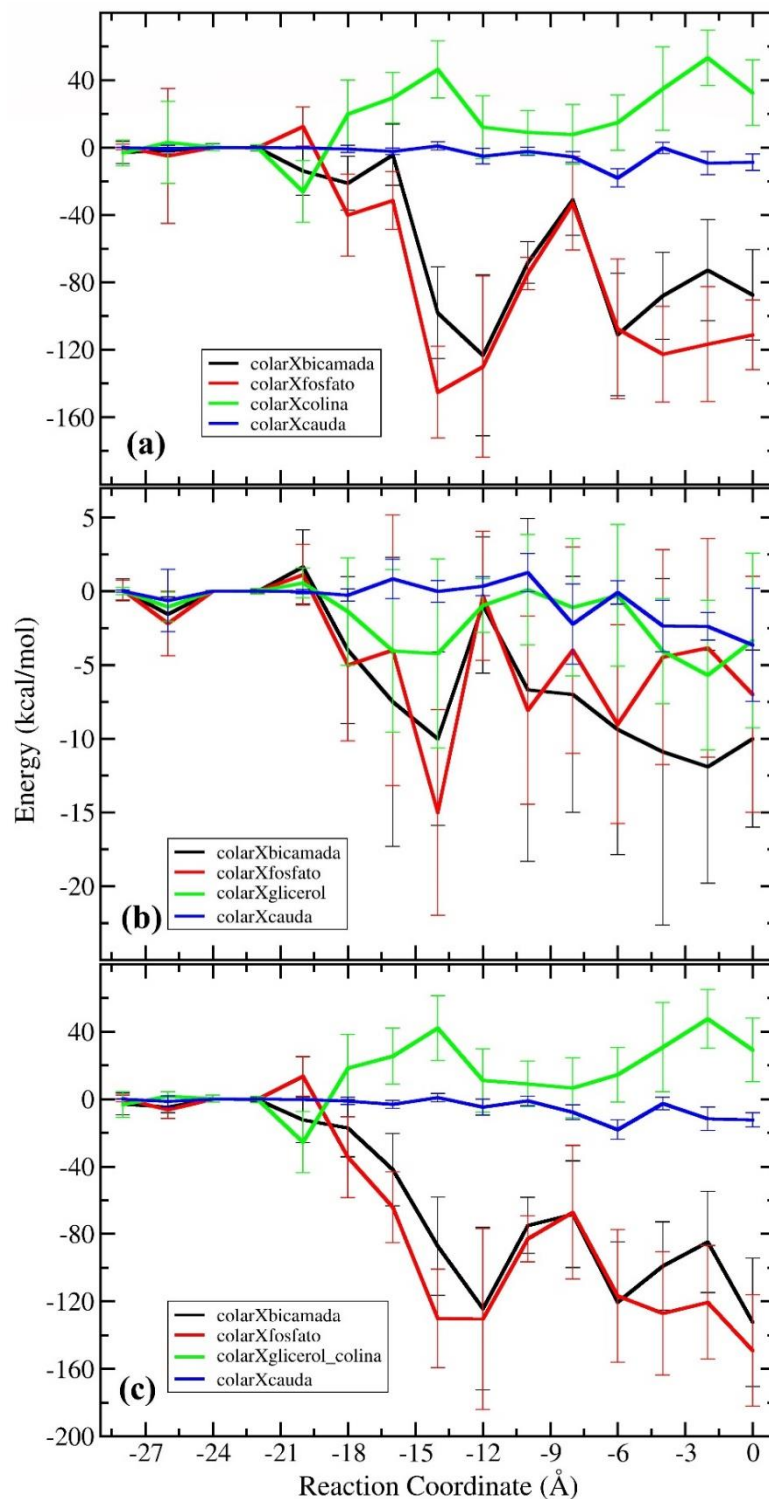 40
0
-40
-80
-120
-160
colarXbicamada
colarXfosfato
colarXcolina
colarXcauda
(a)
5
0
-5
-10
-15
-20
Energy (kcal/mol)
colarXbicamada
colarXfosfato
colarXglicerol
colarXcauda
(b)
40
0
-40
-80
-120
-160
-200
colarXbicamada
colarXfosfato
colarXglicerol_colina
colarXcauda
(c)
-27 -24 -21 -18 -15 -12 -9 -6 -3 0
Reaction Coordinate (Å)